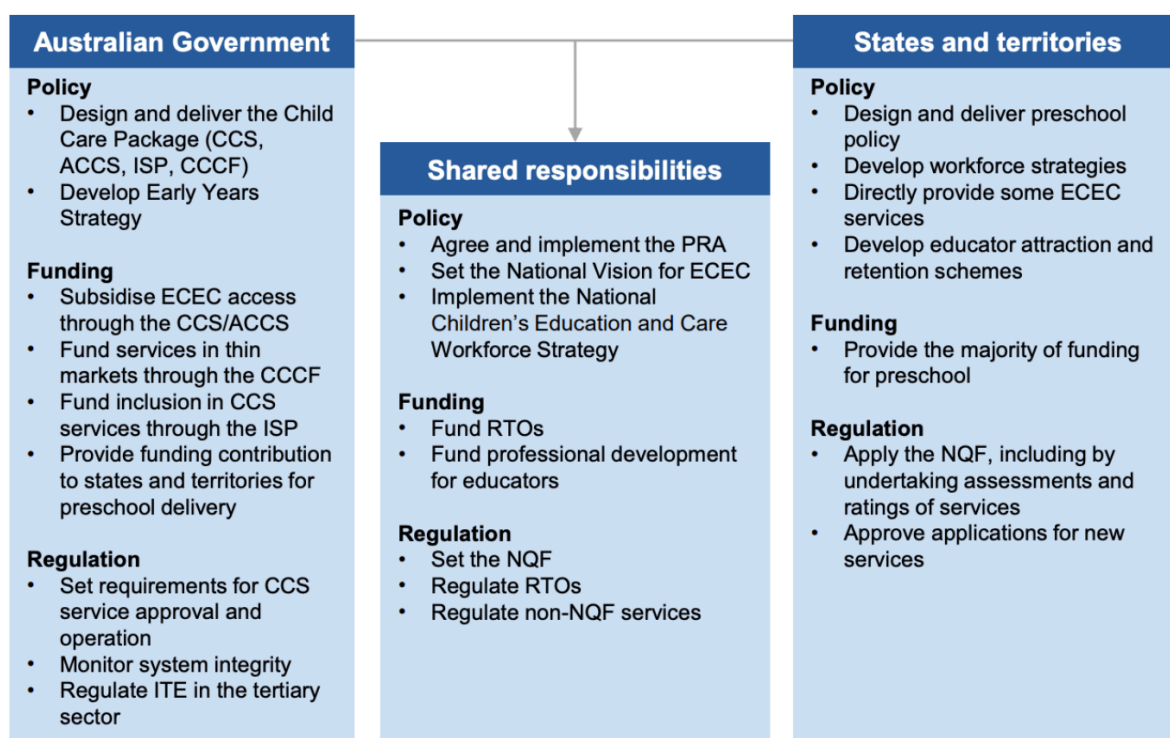 Australian Government
Policy
• Design and deliver the Child
Care Package (CCS,
ACCS, ISP, CCCF)
• Develop Early Years
Strategy
Funding
• Subsidise ECEC access
through the CCS/ACCS
• Fund services in thin
markets through the CCCF
• Fund inclusion in CCS
services through the ISP
• Provide funding contribution
to states and territories for
preschool delivery
Regulation
• Set requirements for CCS
service approval and
operation
• Monitor system integrity
• Regulate ITE in the tertiary
sector
Shared responsibilities
Policy
• Agree and implement the PRA
• Set the National Vision for ECEC
• Implement the National
Children’s Education and Care
Workforce Strategy
Funding
• Fund RTOs
• Fund professional development
for educators
Regulation
• Set the NQF
• Regulate RTOs
• Regulate non-NQF services
States and territories
Policy
• Design and deliver preschool
policy
• Develop workforce strategies
• Directly provide some ECEC
services
• Develop educator attraction and
retention schemes
Funding
• Provide the majority of funding
for preschool
Regulation
• Apply the NQF, including by
undertaking assessments and
ratings of services
• Approve applications for new
services